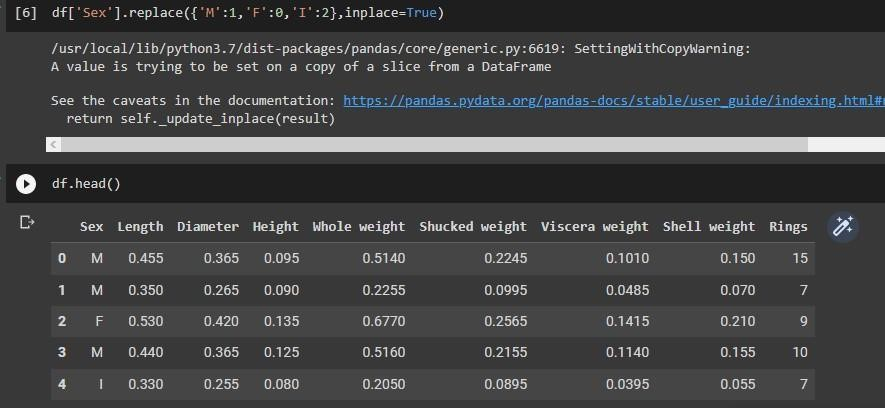 [6] df['Sex'].replace({'M':1,'F':0,'I':2},inplace=True)
/usr/local/lib/python3.7/dist-packages/pandas/core/generic.py:6619: SettingWithCopyWarning:
A value is trying to be set on a copy of a slice from a DataFrame
See the caveats in the documentation: https://pandas.pydata.org/pandas-docs/stable/user_guide/indexing.html#
return self._update_inplace(result)
df.head()
Sex Length Diameter Height Whole weight Shucked weight Viscera weight Shell weight Rings
0 M 0.455 0.365 0.095 0.5140 0.2245 0.1010 0.150 15
1 M 0.350 0.265 0.090 0.2255 0.0995 0.0485 0.070 7
2 F 0.530 0.420 0.135 0.6770 0.2565 0.1415 0.210 9
3 M 0.440 0.365 0.125 0.5160 0.2155 0.1140 0.155 10
4 I 0.330 0.255 0.080 0.2050 0.0895 0.0395 0.055 7